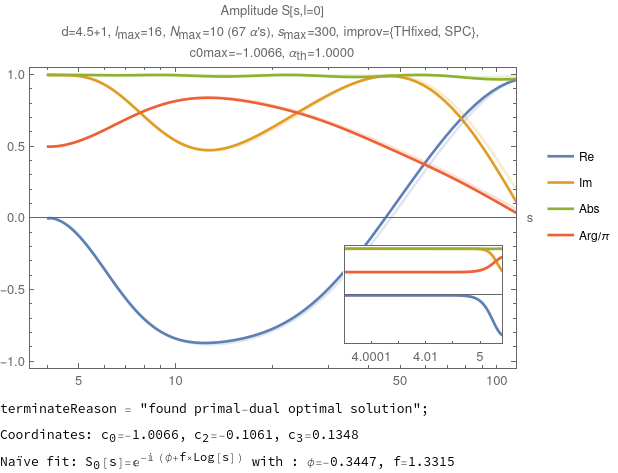 Amplitude S[s,l=0]
d=4.5+1, lmax=16, Nmax=10 (67 α's), smax=300, improv={THfixed, SPC},
c0max=−1.0066, αth=1.0000
1.0
0.5
0.0
−0.5
−1.0
s
4.0001 4.01 5
5 10 50 100
Re
Im
Abs
Arg/π
terminateReason = "found primal-dual optimal solution";
Coordinates: c0=-1.0066, c2=-0.1061, c3=0.1348
Naïve fit: S0[s]=e^-i (ϕ+f×Log[s]) with : ϕ=-0.3447, f=1.3315